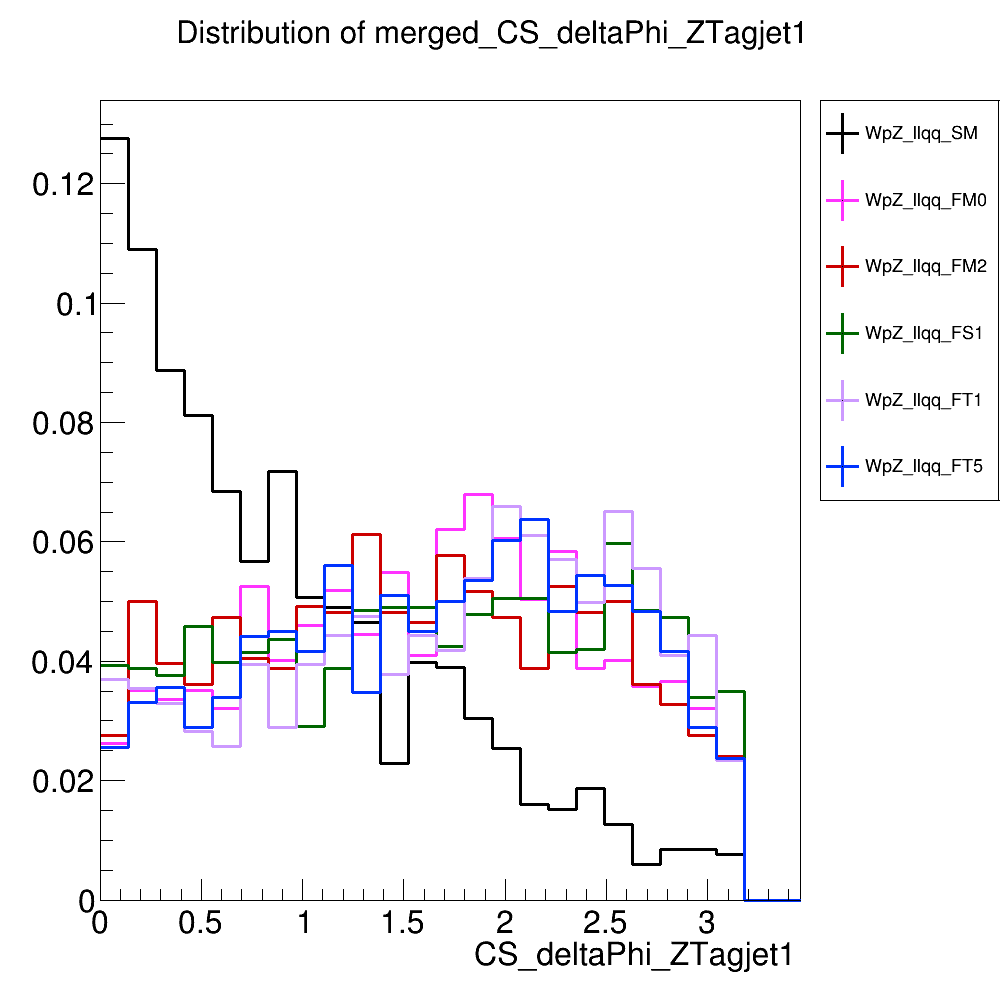 Distribution of merged_CS_deltaPhi_ZTagjet1
WpZ_llqq_SM
WpZ_llqq_FM0
WpZ_llqq_FM2
WpZ_llqq_FS1
WpZ_llqq_FT1
WpZ_llqq_FT5
0.12
0.1
0.08
0.06
0.04
0.02
0
0 0.5 1 1.5 2 2.5 3
CS_deltaPhi_ZTagjet1